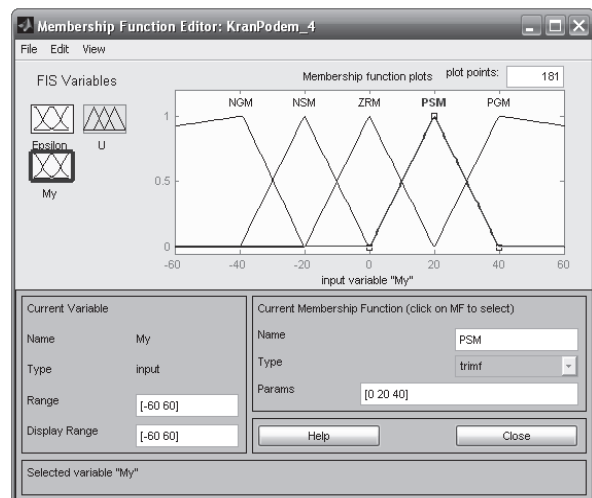 Membership Function Editor: KranPodem_4
File Edit View
FIS Variables
Epsilon
U
My
Membership function plots
plot points:
181
NGM NSM ZRM PSM PGM
1
0.5
0
-60 -40 -20 0 20 40 60
input variable "My"
Current Variable
Name My
Type input
Range [-60 60]
Display Range [-60 60]
Current Membership Function (click on MF to select)
Name PSM
Type trimf
Params [0 20 40]
Help Close
Selected variable "My"